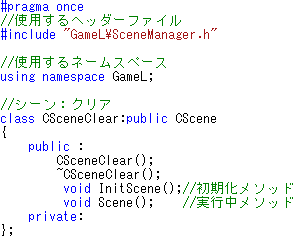 #pragma once
//使用するヘッダーファイル
#include "GameL¥SceneManager.h"
//使用するネームスペース
using namespace GameL;
//シーン：クリア
class CSceneClear:public CScene
{
public :
CSceneClear();
~CSceneClear();
void InitScene();//初期化メソッド
void Scene(); //実行中メソッド
private:
};